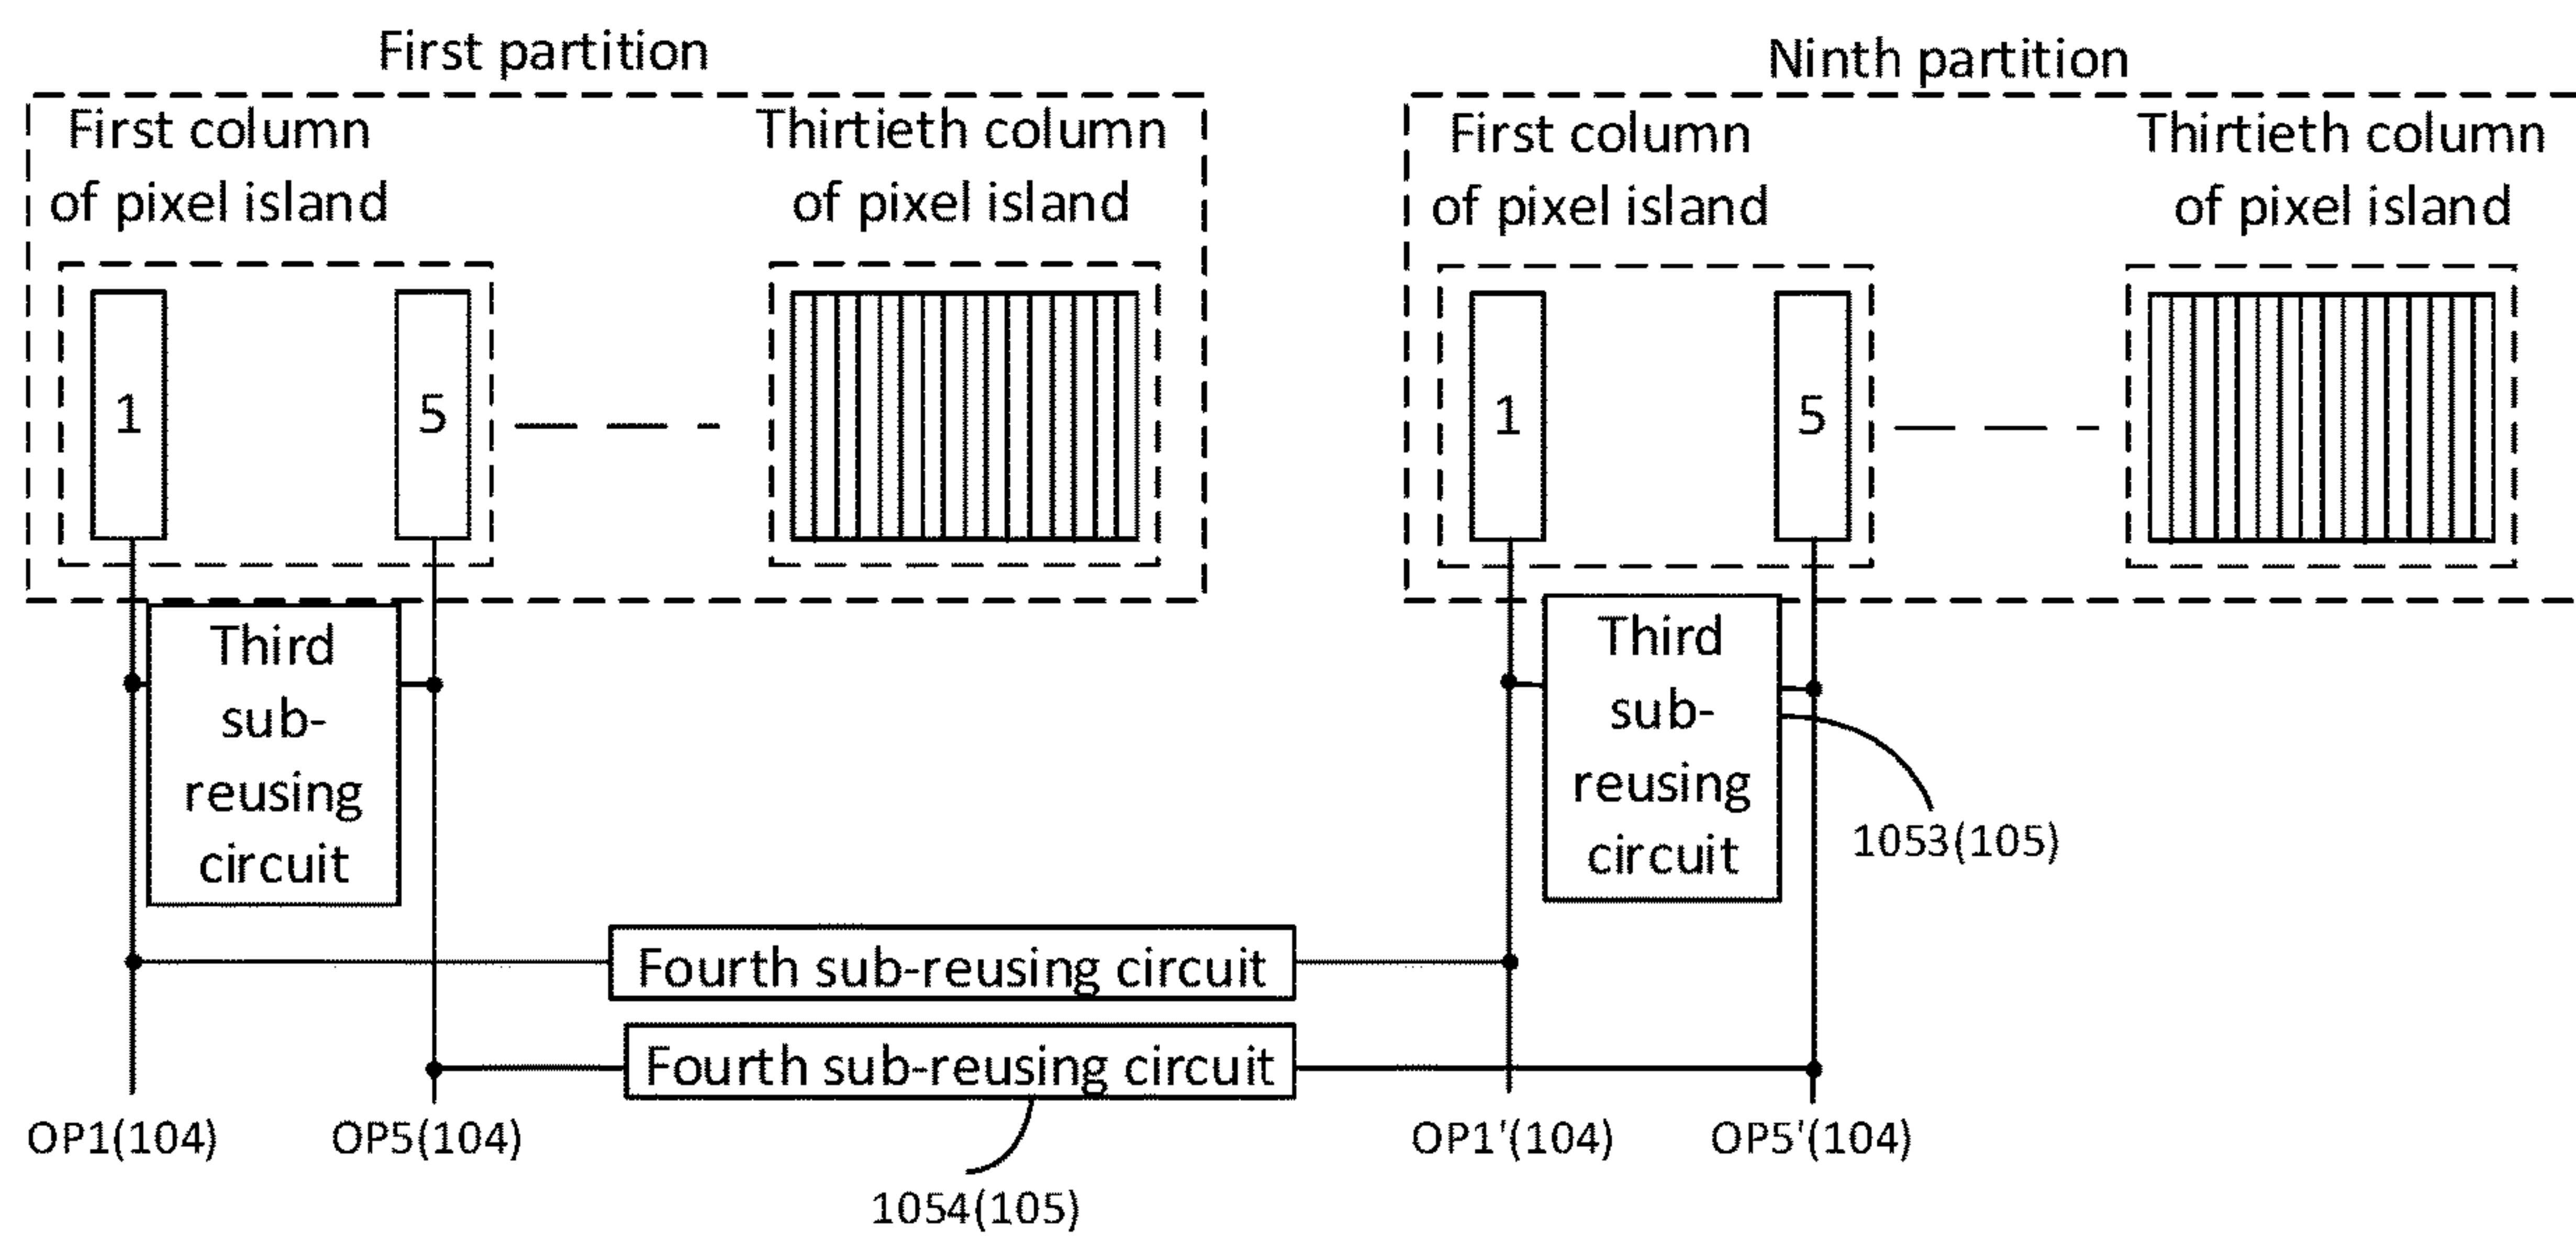 First partition
First column
of pixel island
Thirtieth column
of pixel island
1
5
Third
sub-
reusing
circuit
Ninth partition
First column
of pixel island
Thirtieth column
of pixel island
1
5
Third
sub-
reusing
circuit
1053(105)
Fourth sub-reusing circuit
Fourth sub-reusing circuit
OP1(104)
OP5(104)
OP1'(104)
OP5'(104)
1054(105)